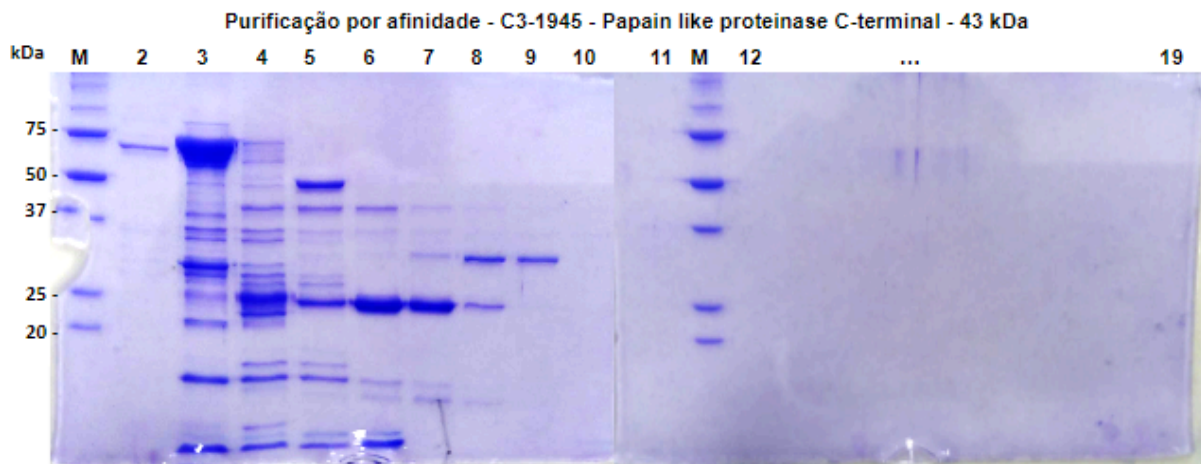 Purificação por afinidade - C3-1945 - Papain like proteinase C-terminal - 43 kDa
kDa M 2 3 4 5 6 7 8 9 10 11 M 12 ... 19
75 -
50 -
37 -
25 -
20 -